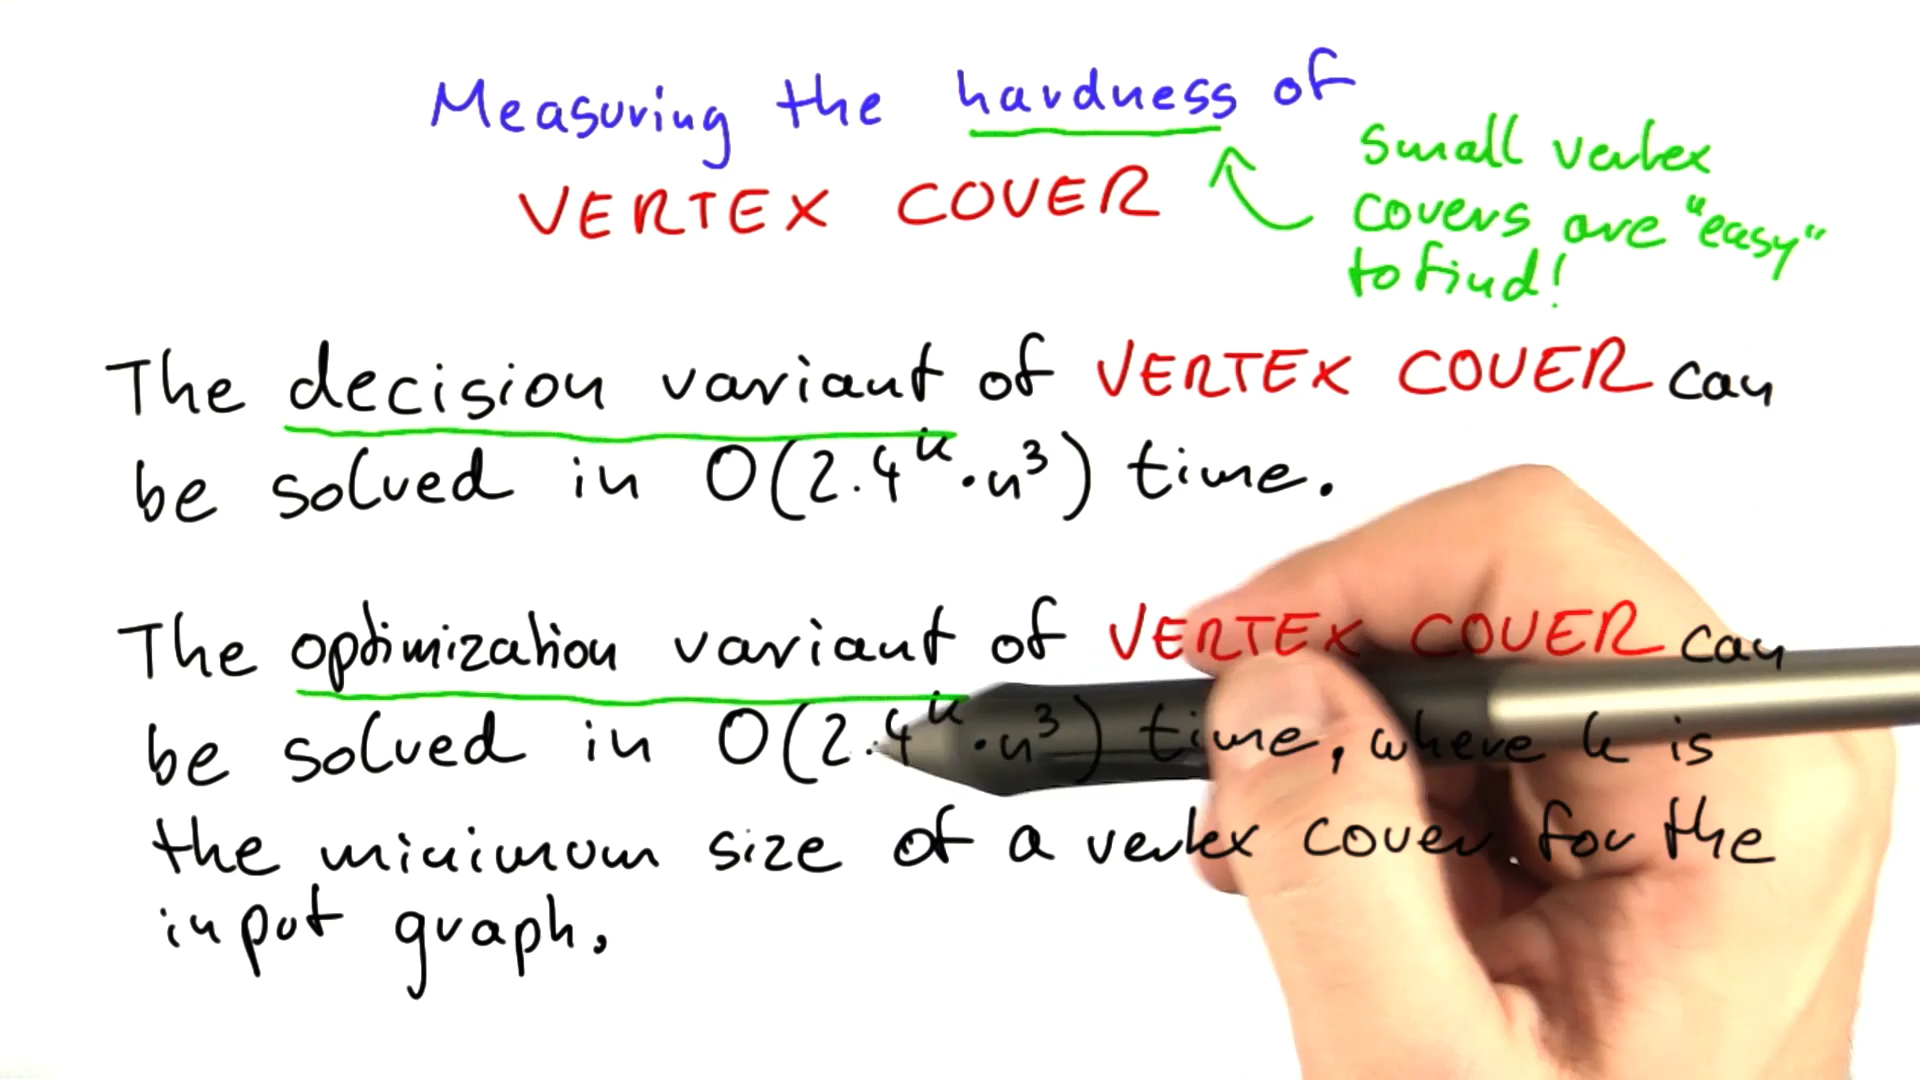 Measuring the hardness of
VERTEX COVER
small vertex
covers are "easy"
to find!
The decision variant of VERTEX COVER can
be solved in O(2.4^k · n^3) time.
The optimization variant of VERTEX COVER can
be solved in O(2.4^k · n^3) time, where k is
the minimum size of a vertex cover for the
input graph.